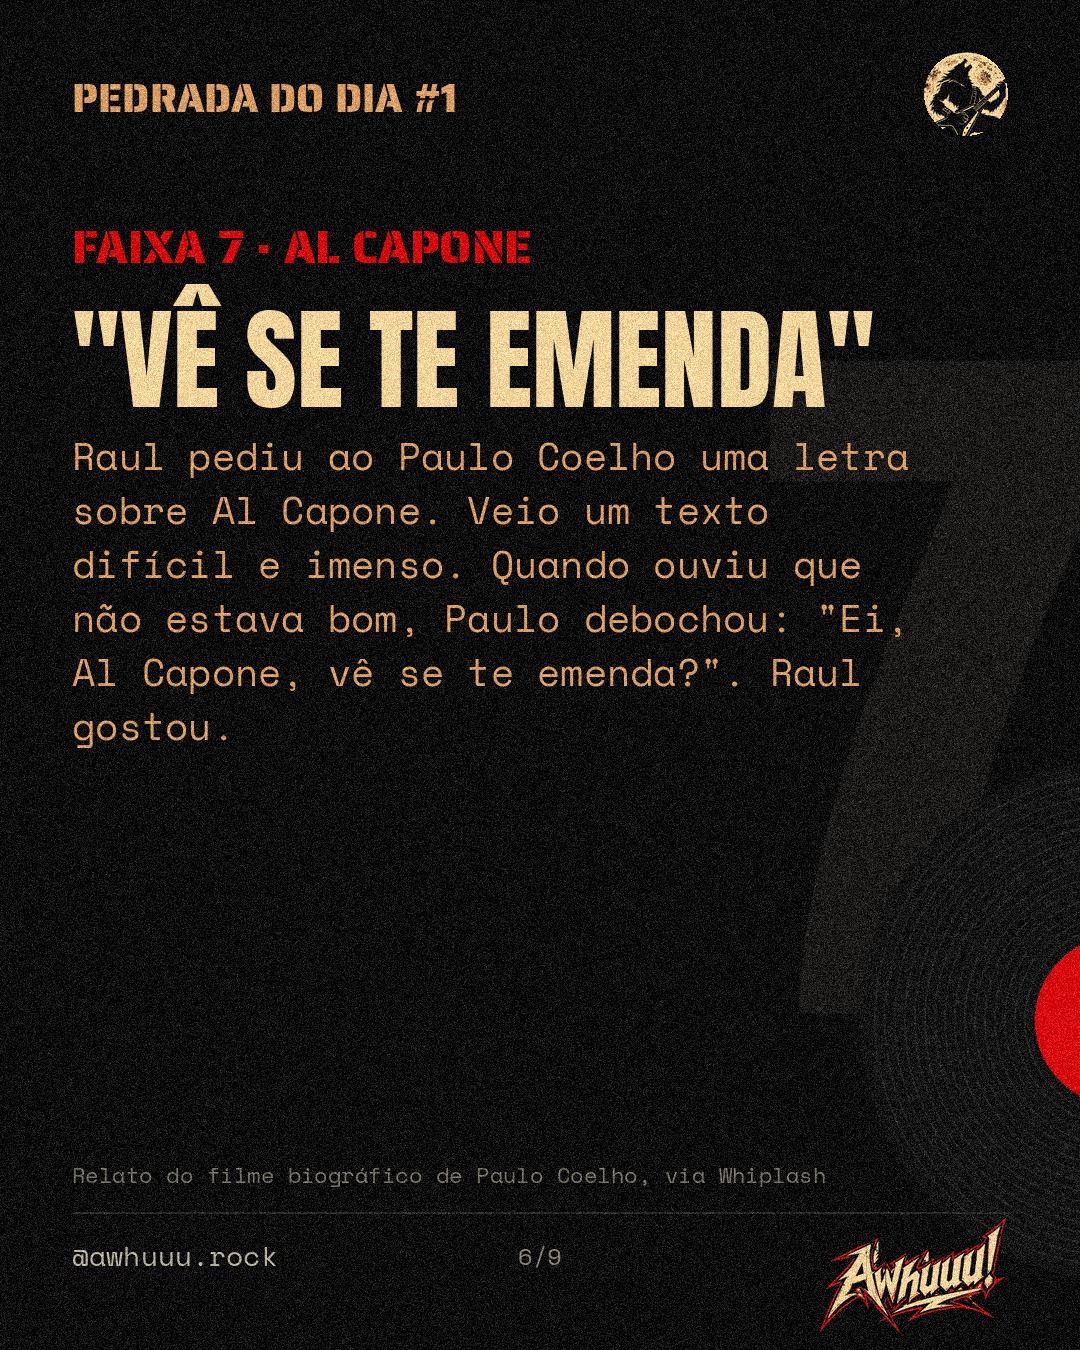 PEDRADA DO DIA #1
FAIXA 7 · AL CAPONE
"VÊ SE TE EMENDA"
Raul pediu ao Paulo Coelho uma letra
sobre Al Capone. Veio um texto
difícil e imenso. Quando ouviu que
não estava bom, Paulo debochou: "Ei,
Al Capone, vê se te emenda?". Raul
gostou.
7
Relato do filme biográfico de Paulo Coelho, via Whiplash
@awhuuu.rock
6/9
Awhuuu!